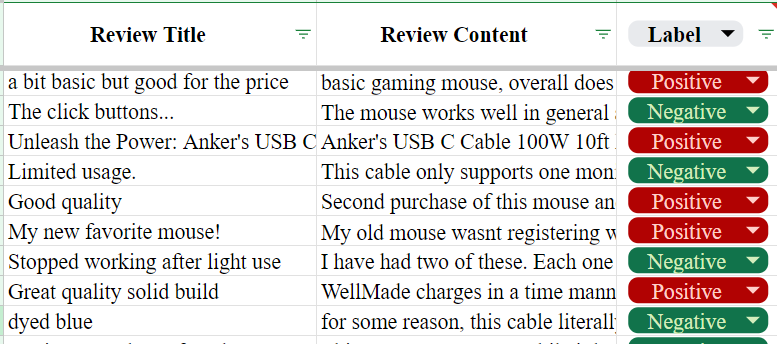 Review Title Review Content Label
a bit basic but good for the price basic gaming mouse, overall does Positive
The click buttons... The mouse works well in general Negative
Unleash the Power: Anker's USB C Anker's USB C Cable 100W 10ft Positive
Limited usage. This cable only supports one mon Negative
Good quality Second purchase of this mouse an Positive
My new favorite mouse! My old mouse wasnt registering w Positive
Stopped working after light use I have had two of these. Each one Negative
Great quality solid build WellMade charges in a time mann Positive
dyed blue for some reason, this cable literall Negative